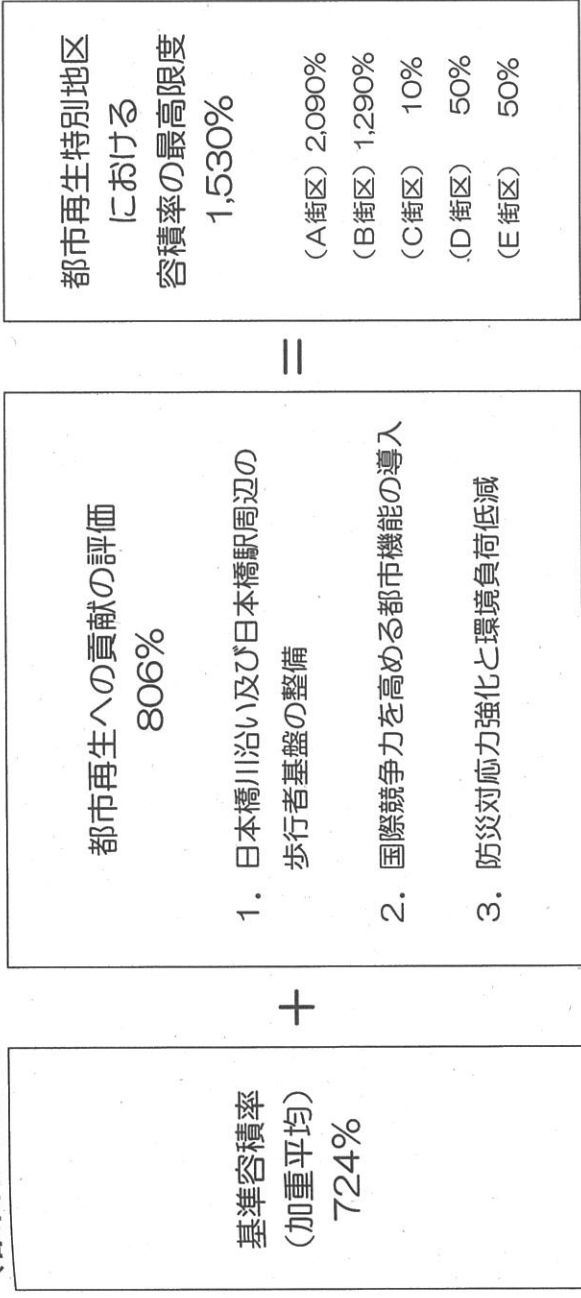 基準容積率
(加重平均)
724%
+
都市再生への貢献の評価
806%
1. 日本橋川沿い及び日本橋駅周辺の
歩行者基盤の整備
2. 国際競争力を高める都市機能の導入
3. 防災対応力強化と環境負荷低減
=
都市再生特別地区
における
容積率の最高限度
1,530%
(A街区) 2,090%
(B街区) 1,290%
(C街区) 10%
(D街区) 50%
(E街区) 50%